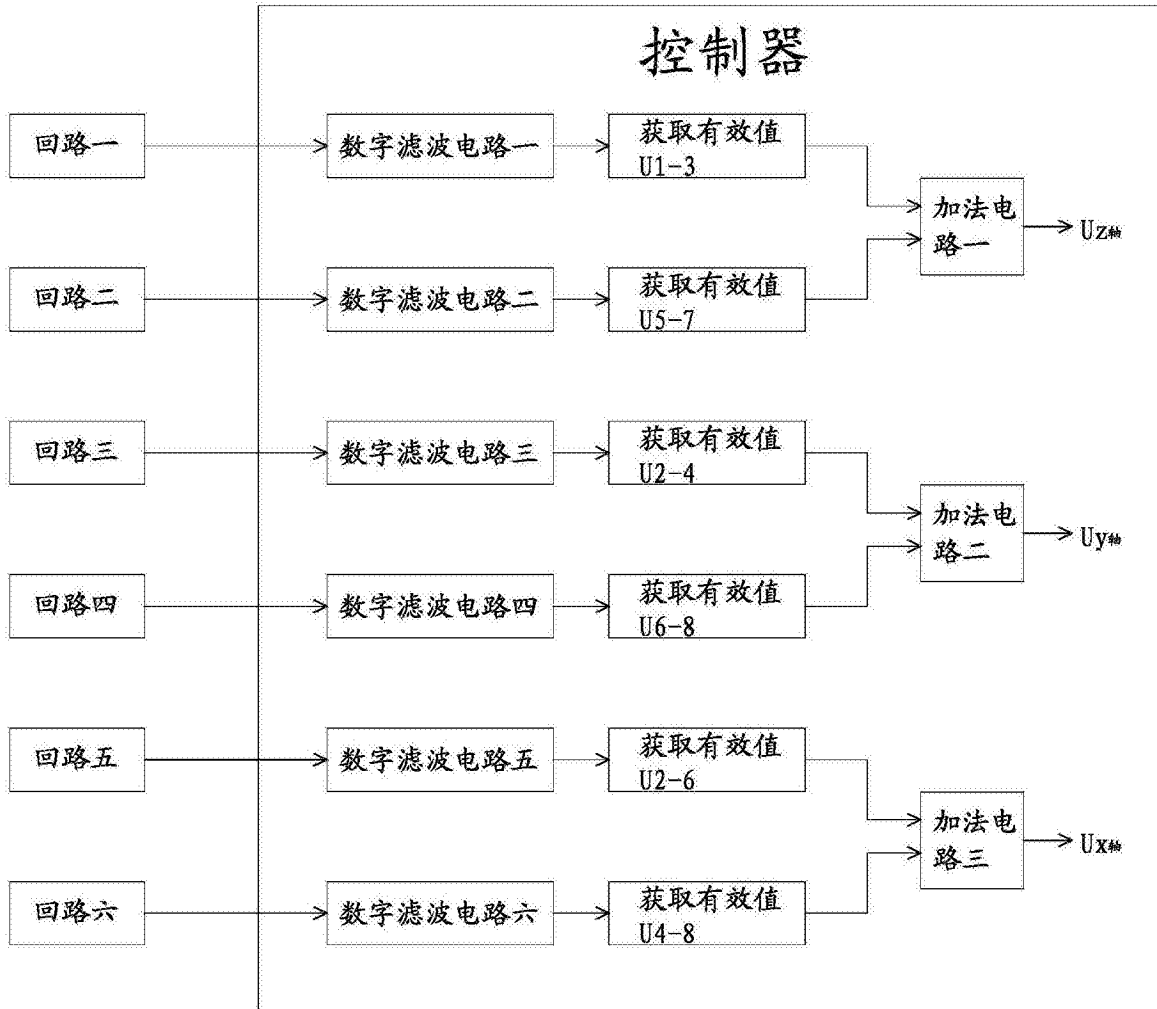 控制器
回路一
数字滤波电路一
获取有效值
U1-3
加法电
路一
Uz轴
回路二
数字滤波电路二
获取有效值
U5-7
回路三
数字滤波电路三
获取有效值
U2-4
加法电
路二
Uy轴
回路四
数字滤波电路四
获取有效值
U6-8
回路五
数字滤波电路五
获取有效值
U2-6
加法电
路三
Ux轴
回路六
数字滤波电路六
获取有效值
U4-8